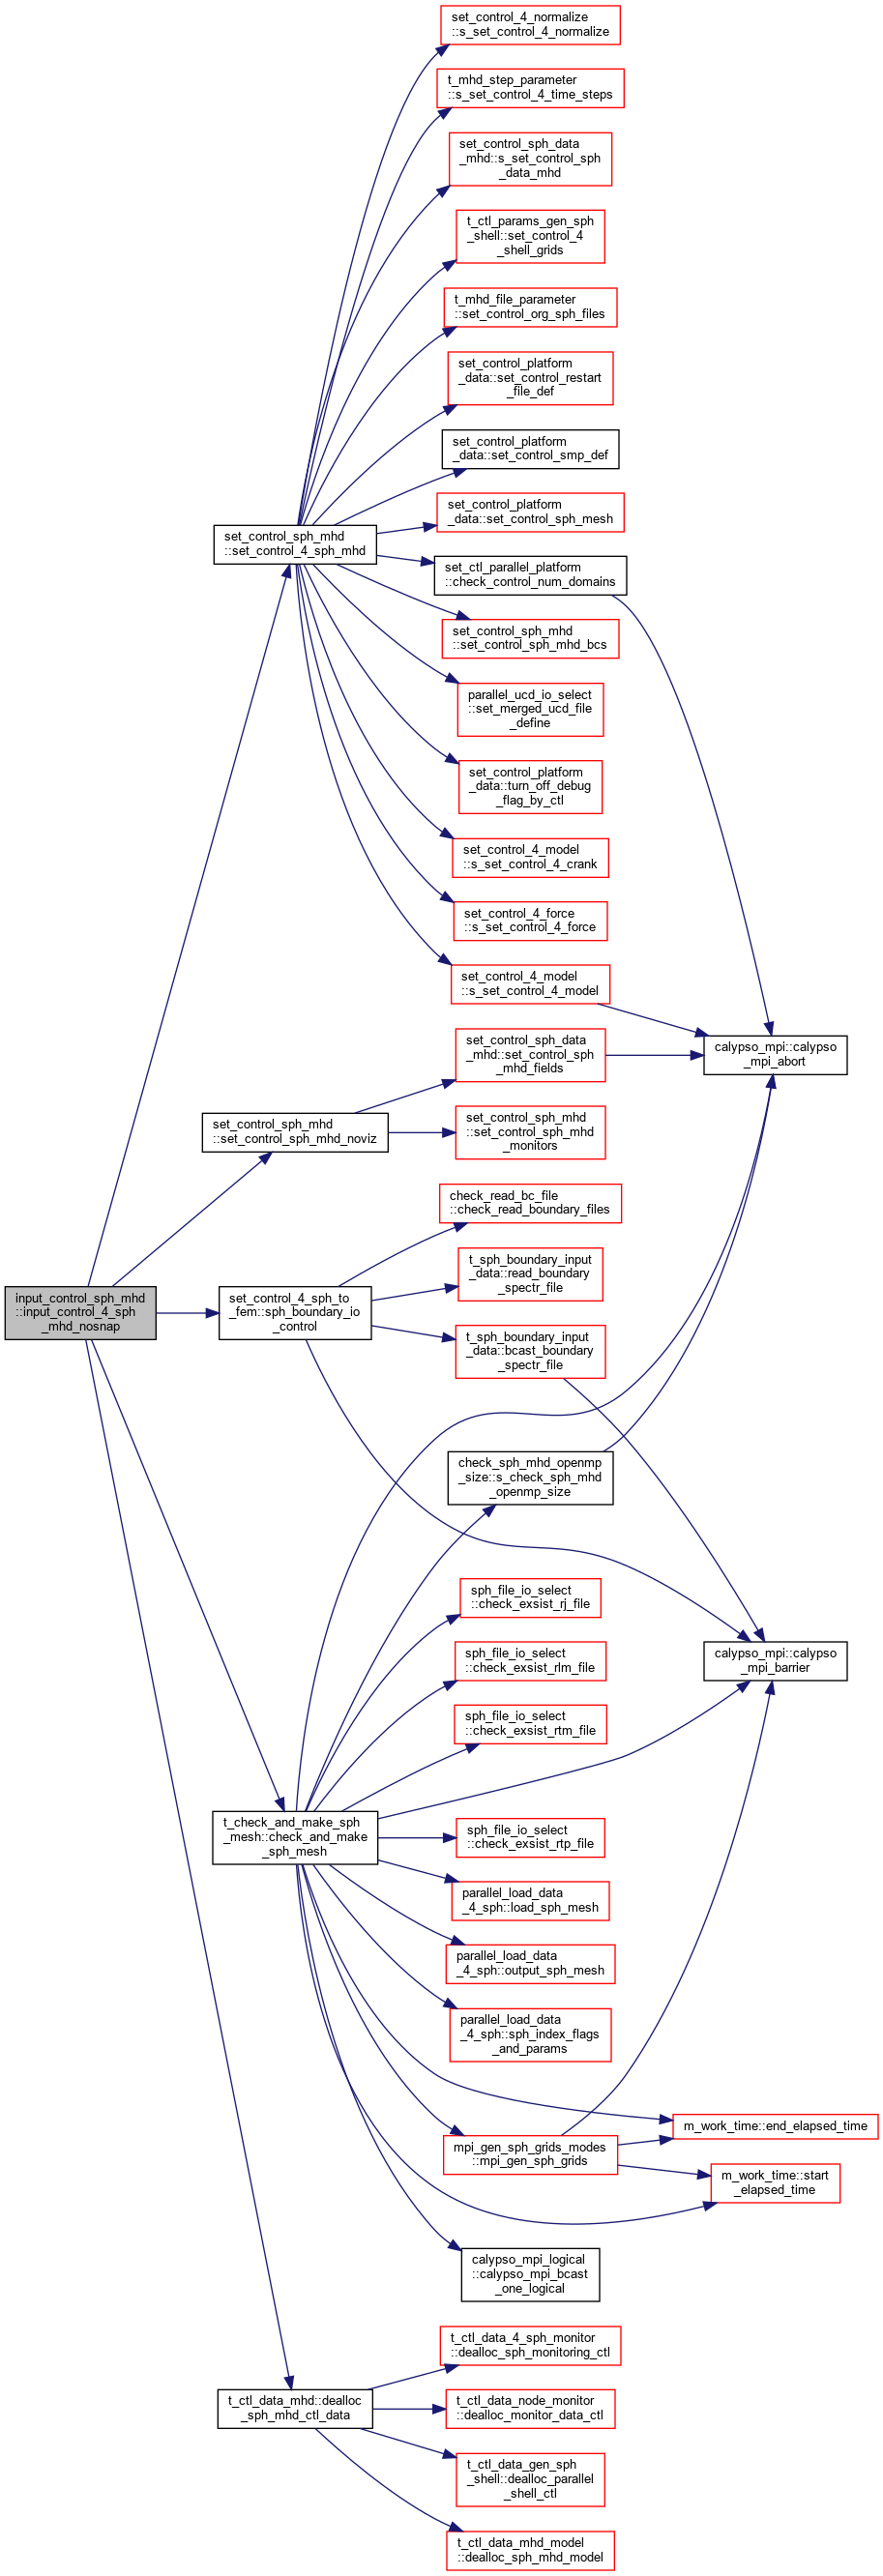 set_control_4_normalize
::s_set_control_4_normalize
t_mhd_step_parameter
::s_set_control_4_time_steps
set_control_sph_data
_mhd::s_set_control_sph
_data_mhd
t_ctl_params_gen_sph
_shell::set_control_4
_shell_grids
t_mhd_file_parameter
::set_control_org_sph_files
set_control_platform
_data::set_control_restart
_file_def
set_control_platform
_data::set_control_smp_def
set_control_platform
_data::set_control_sph_mesh
set_control_sph_mhd
::set_control_4_sph_mhd
set_ctl_parallel_platform
::check_control_num_domains
set_control_sph_mhd
::set_control_sph_mhd_bcs
parallel_ucd_io_select
::set_merged_ucd_file
_define
set_control_platform
_data::turn_off_debug
_flag_by_ctl
set_control_4_model
::s_set_control_4_crank
set_control_4_force
::s_set_control_4_force
set_control_4_model
::s_set_control_4_model
calypso_mpi::calypso
_mpi_abort
set_control_sph_data
_mhd::set_control_sph
_mhd_fields
set_control_sph_mhd
::set_control_sph_mhd_noviz
set_control_sph_mhd
::set_control_sph_mhd
_monitors
check_read_bc_file
::check_read_boundary_files
t_sph_boundary_input
_data::read_boundary
_spectr_file
input_control_sph_mhd
::input_control_4_sph
_mhd_nosnap
set_control_4_sph_to
_fem::sph_boundary_io
_control
t_sph_boundary_input
_data::bcast_boundary
_spectr_file
check_sph_mhd_openmp
_size::s_check_sph_mhd
_openmp_size
sph_file_io_select
::check_exsist_rj_file
sph_file_io_select
::check_exsist_rlm_file
calypso_mpi::calypso
_mpi_barrier
sph_file_io_select
::check_exsist_rtm_file
t_check_and_make_sph
_mesh::check_and_make
_sph_mesh
sph_file_io_select
::check_exsist_rtp_file
parallel_load_data
_4_sph::load_sph_mesh
parallel_load_data
_4_sph::output_sph_mesh
parallel_load_data
_4_sph::sph_index_flags
_and_params
m_work_time::end_elapsed_time
mpi_gen_sph_grids_modes
::mpi_gen_sph_grids
m_work_time::start
_elapsed_time
calypso_mpi_logical
::calypso_mpi_bcast
_one_logical
t_ctl_data_4_sph_monitor
::dealloc_sph_monitoring_ctl
t_ctl_data_mhd::dealloc
_sph_mhd_ctl_data
t_ctl_data_node_monitor
::dealloc_monitor_data_ctl
t_ctl_data_gen_sph
_shell::dealloc_parallel
_shell_ctl
t_ctl_data_mhd_model
::dealloc_sph_mhd_model